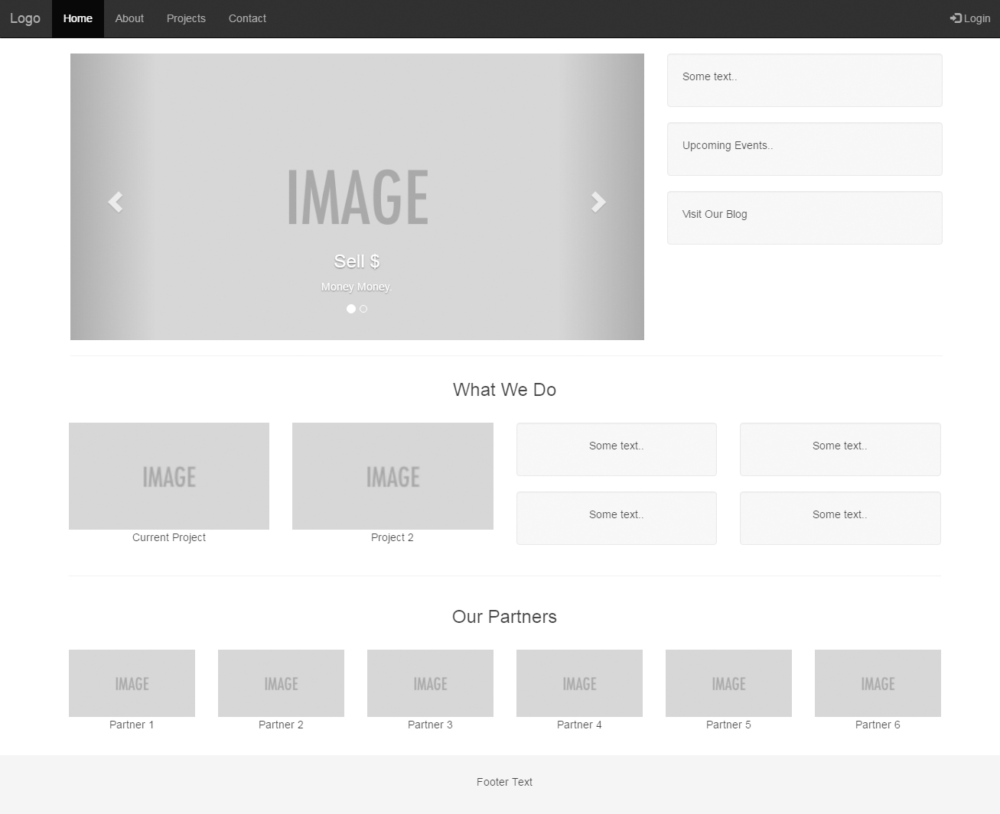 Logo Home About Projects Contact Login
IMAGE
Sell $
Money Money.
Some text..
Upcoming Events..
Visit Our Blog
What We Do
IMAGE
Current Project
IMAGE
Project 2
Some text..
Some text..
Some text..
Some text..
Our Partners
IMAGE IMAGE IMAGE IMAGE IMAGE IMAGE
Partner 1 Partner 2 Partner 3 Partner 4 Partner 5 Partner 6
Footer Text